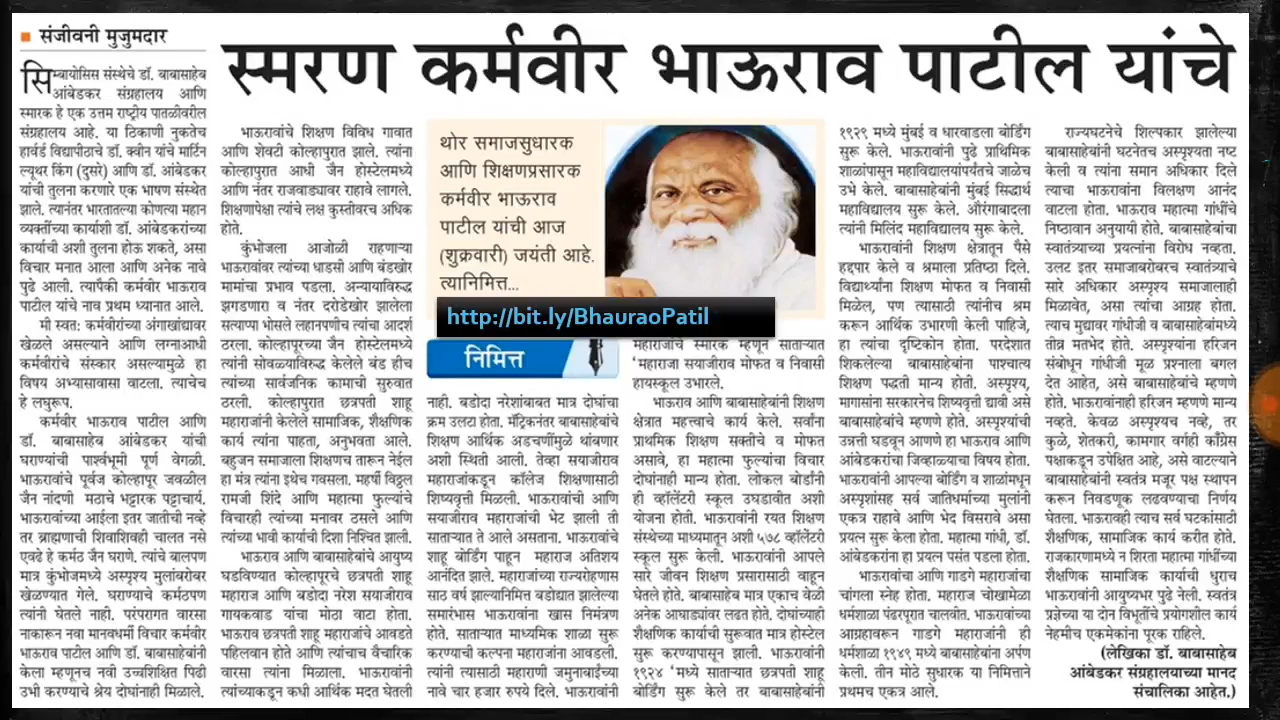 संजीवनी मुजुमदार
स्मरण कर्मवीर भाऊराव पाटील यांचे
सिम्बायोसिस संस्थेचे डॉ. बाबासाहेब
आंबेडकर संग्रहालय आणि
स्मारक हे एक उत्तम राष्ट्रीय पातळीवरील
संग्रहालय आहे. या ठिकाणी नुकतेच
हार्वर्ड विद्यापीठाचे डॉ. क्वीन यांचे मार्टिन
ल्यूथर किंग (दुसरे) आणि डॉ. आंबेडकर
यांची तुलना करणारे एक भाषण संस्थेत
झाले. त्यानंतर भारतातल्या कोणत्या महान
व्यक्तींच्या कार्याशी डॉ. आंबेडकरांच्या
कार्याची अशी तुलना होऊ शकते, असा
विचार मनात आला आणि अनेक नावे
पुढे आली. त्यापैकी कर्मवीर भाऊराव
पाटील यांचे नाव प्रथम ध्यानात आले.
मी स्वत: कर्मवीरांच्या अंगाखांद्यावर
खेळले असल्याने आणि लग्नाआधी
कर्मवीरांचे संस्कार असल्यामुळे हा
विषय अभ्यासावासा वाटला. त्याचेच
हे लघुरूप.
कर्मवीर भाऊराव पाटील आणि
डॉ. बाबासाहेब आंबेडकर यांची
घराण्यांची पार्श्वभूमी पूर्ण वेगळी.
भाऊरावांचे पूर्वज कोल्हापूर जवळील
जैन नांदणी मठाचे भट्टारक पट्टाचार्य.
भाऊरावांच्या आईला इतर जातीची नव्हे
तर ब्राह्मणाची शिवाशिवही चालत नसे
एवढे हे कर्मठ जैन घराणे. त्यांचे बालपण
मात्र कुंभोजमध्ये अस्पृश्य मुलांबरोबर
खेळण्यात गेले. घराण्याचे कर्मठपण
त्यांनी घेतले नाही. परंपरागत वारसा
नाकारून नवा मानवधर्मी विचार कर्मवीर
भाऊराव पाटील आणि डॉ. बाबासाहेबांनी
केला म्हणूनच नवी उच्चशिक्षित पिढी
उभी करण्याचे श्रेय दोघांनाही मिळाले.
भाऊरावांचे शिक्षण विविध गावात
आणि शेवटी कोल्हापुरात झाले. त्यांना
कोल्हापुरात आधी जैन होस्टेलमध्ये
आणि नंतर राजवाड्यावर राहावे लागले.
शिक्षणापेक्षा त्यांचे लक्ष कुस्तीवरच अधिक
होते.
कुंभोजला आजोळी राहणाऱ्या
भाऊरावांवर त्यांच्या धाडसी आणि बंडखोर
मामांचा प्रभाव पडला. अन्यायाविरुद्ध
झगडणारा व नंतर दरोडेखोर झालेला
सत्याप्पा भोसले लहानपणीच त्यांचा आदर्श
ठरला. कोल्हापूरच्या जैन होस्टेलमध्ये
त्यांनी सोवळ्याविरुद्ध केलेले बंड हीच
त्यांच्या सार्वजनिक कामाची सुरुवात
ठरली. कोल्हापुरात छत्रपती शाहू
महाराजांनी केलेले सामाजिक, शैक्षणिक
कार्य त्यांना पाहता, अनुभवता आले.
बहुजन समाजाला शिक्षणच तारून नेईल
हा मंत्र त्यांना इथेच गवसला. महर्षी विठ्ठल
रामजी शिंदे आणि महात्मा फुल्यांचे
विचारही त्यांच्या मनावर ठसले आणि
त्यांच्या भावी कार्याची दिशा निश्चित झाली.
भाऊराव आणि बाबासाहेबांचे आयुष्य
घडविण्यात कोल्हापूरचे छत्रपती शाहू
महाराज आणि बडोदा नरेश सयाजीराव
गायकवाड यांचा मोठा वाटा होता.
भाऊराव छत्रपती शाहू महाराजांचे आवडते
पहिलवान होते आणि त्यांचाच वैचारिक
वारसा त्यांना मिळाला. भाऊरावांनी
त्यांच्याकडून कधी आर्थिक मदत घेतली
थोर समाजसुधारक
आणि शिक्षणप्रसारक
कर्मवीर भाऊराव
पाटील यांची आज
(शुक्रवारी) जयंती आहे.
त्यानिमित्त...
http://bit.ly/BhauraoPatil
निमित्त
नाही. बडोदा नरेशांबाबत मात्र दोघांचा
क्रम उलटा होता. मॅट्रिकनंतर बाबासाहेबांचे
शिक्षण आर्थिक अडचणींमुळे थांबणार
अशी स्थिती आली. तेव्हा सयाजीराव
महाराजांकडून कॉलेज शिक्षणासाठी
शिष्यवृत्ती मिळली. भाऊरावांची आणि
सयाजीराव महाराजांची भेट झाली ती
साताऱ्यात ते आले असताना. भाऊरावांचे
शाहू बोर्डिंग पाहून महाराज अतिशय
आनंदित झाले. महाराजांच्या राज्यरोहणास
साठ वर्षे झाल्यानिमित्त बडोद्यात झालेल्या
समारंभास भाऊरावांना निमंत्रण
होते. साताऱ्यात माध्यमिक शाळा सुरू
करण्याची कल्पना महाराजांना आवडली.
त्यांनी त्यासाठी महाराणी जमुनाबाईंच्या
नावे चार हजार रुपये दिले. भाऊरावांनी
महाराजांचे स्मारक म्हणून साताऱ्यात
'महाराजा सयाजीराव मोफत व निवासी
हायस्कूल उभारले.
भाऊराव आणि बाबासाहेबांनी शिक्षण
क्षेत्रात महत्त्वाचे कार्य केले. सर्वांना
प्राथमिक शिक्षण सक्तीचे व मोफत
असावे, हा महात्मा फुल्यांचा विचार
दोघांनाही मान्य होता. लोकल बोर्डाने
ही व्हॉलेंटरी स्कूल उघडावीत अशी
योजना होती. भाऊरावांनी रयत शिक्षण
संस्थेच्या माध्यमातून अशी ५७८ व्हॉलेंटरी
स्कूल सुरू केली. भाऊरावांनी आपले
सारे जीवन शिक्षण प्रसारासाठी वाहून
घेतले होते. बाबासाहेब मात्र एकाच वेळी
अनेक आघाड्यांवर लढत होते. दोघांनीही
शैक्षणिक कार्याची सुरूवात मात्र होस्टेल
सुरू करण्यापासून झाली. भाऊरावांनी
१९२४ 'मध्ये साताऱ्यात छत्रपती शाहू
बोर्डिंग सुरू केले तर बाबासाहेबांनी
१९२९ मध्ये मुंबई व धारवाडला बोर्डिंग
सुरू केले. भाऊरावांनी पुढे प्राथमिक
शाळांपासून महाविद्यालयांपर्यंतचे जाळेच
उभे केले. बाबासाहेबांनी मुंबई सिद्धार्थ
महाविद्यालय सुरू केले. औरंगाबादला
त्यांनी मिलिंद महाविद्यालय सुरू केले.
भाऊरावांनी शिक्षण क्षेत्रातून पैसे
हद्दपार केले व श्रमाला प्रतिष्ठा दिले.
विद्यार्थ्यांना शिक्षण मोफत व निवासी
मिळेल, पण त्यासाठी त्यांनीच श्रम
करून आर्थिक उभारणी केली पाहिजे,
हा त्यांचा दृष्टिकोन होता. परदेशात
शिकलेल्या बाबासाहेबांना पाश्चात्य
शिक्षण पद्धती मान्य होती. अस्पृश्य,
मागासांना सरकारनेच शिष्यवृत्ती द्यावी असे
बाबासाहेबांचे म्हणणे होते. अस्पृश्यांची
उन्नती घडवून आणणे हा भाऊराव आणि
आंबेडकरांचा जिव्हाळ्याचा विषय होता.
भाऊरावांनी आपल्या बोर्डिंग व शाळांमधून
अस्पृशांसह सर्व जातिधर्माच्या मुलांनी
एकत्र राहावे आणि भेद विसरावे असा
प्रयत्न सुरू केला होता. महात्मा गांधी, डॉ.
आंबेडकरांना हा प्रयत्न पसंत पडला होता.
भाऊरावांचा आणि गाडगे महाराजांचा
चांगला स्नेह होता. महाराज चोखामेळा
धर्मशाळा पंढरपूरात चालवीत. भाऊरावांच्या
आग्रहावरून गाडगे महाराजांनी ही
धर्मशाळा १९४९ मध्ये बाबासाहेबांना अर्पण
केली. तीन मोठे सुधारक या निमित्ताने
प्रथमच एकत्र आले.
राज्यघटनेचे शिल्पकार झालेल्या
बाबासाहेबांनी घटनेतच अस्पृश्यता नष्ट
केली व त्यांना समान अधिकार दिले
त्याचा भाऊरावांना विलक्षण आनंद
वाटला होता. भाऊराव महात्मा गांधींचे
निष्ठावान अनुयायी होते. बाबासाहेबांचा
स्वातंत्र्याच्या प्रयत्नांना विरोध नव्हता.
उलट इतर समाजाबरोबरच स्वातंत्र्याचे
सारे अधिकार अस्पृश्य समाजालाही
मिळावेत, असा त्यांचा आग्रह होता.
त्याच मुद्यावर गांधीजी व बाबासाहेबांमध्ये
तीव्र मतभेद होते. अस्पृश्यांना हरिजन
संबोधून गांधीजी मूळ प्रश्नाला बगल
देत आहेत, असे बाबासाहेबांचे म्हणणे
होते. भाऊरावांनाही हरिजन म्हणणे मान्य
नव्हते. केवळ अस्पृश्यच नव्हे, तर
कुळे, शेतकरी, कामगार वर्गही काँग्रेस
पक्षाकडून उपेक्षित आहे, असे वाटल्याने
बाबासाहेबांनी स्वतंत्र मजूर पक्ष स्थापन
करून निवडणूक लढवण्याचा निर्णय
घेतला. भाऊरावही त्याच सर्व घटकांसाठी
शैक्षणिक, सामाजिक कार्य करीत होते.
राजकारणामध्ये न शिरता महात्मा गांधींच्या
शैक्षणिक सामाजिक कार्याची धुराच
भाऊरावांनी आयुष्यभर पुढे नेली. स्वतंत्र
प्रज्ञेच्या या दोन विभूतींचे उपयोगशील कार्य
नेहमीच एकमेकांना पूरक राहिले.
(लेखिका डॉ. बाबासाहेब
आंबेडकर संग्रहालयाच्या मानद
संचालिका आहेत.)